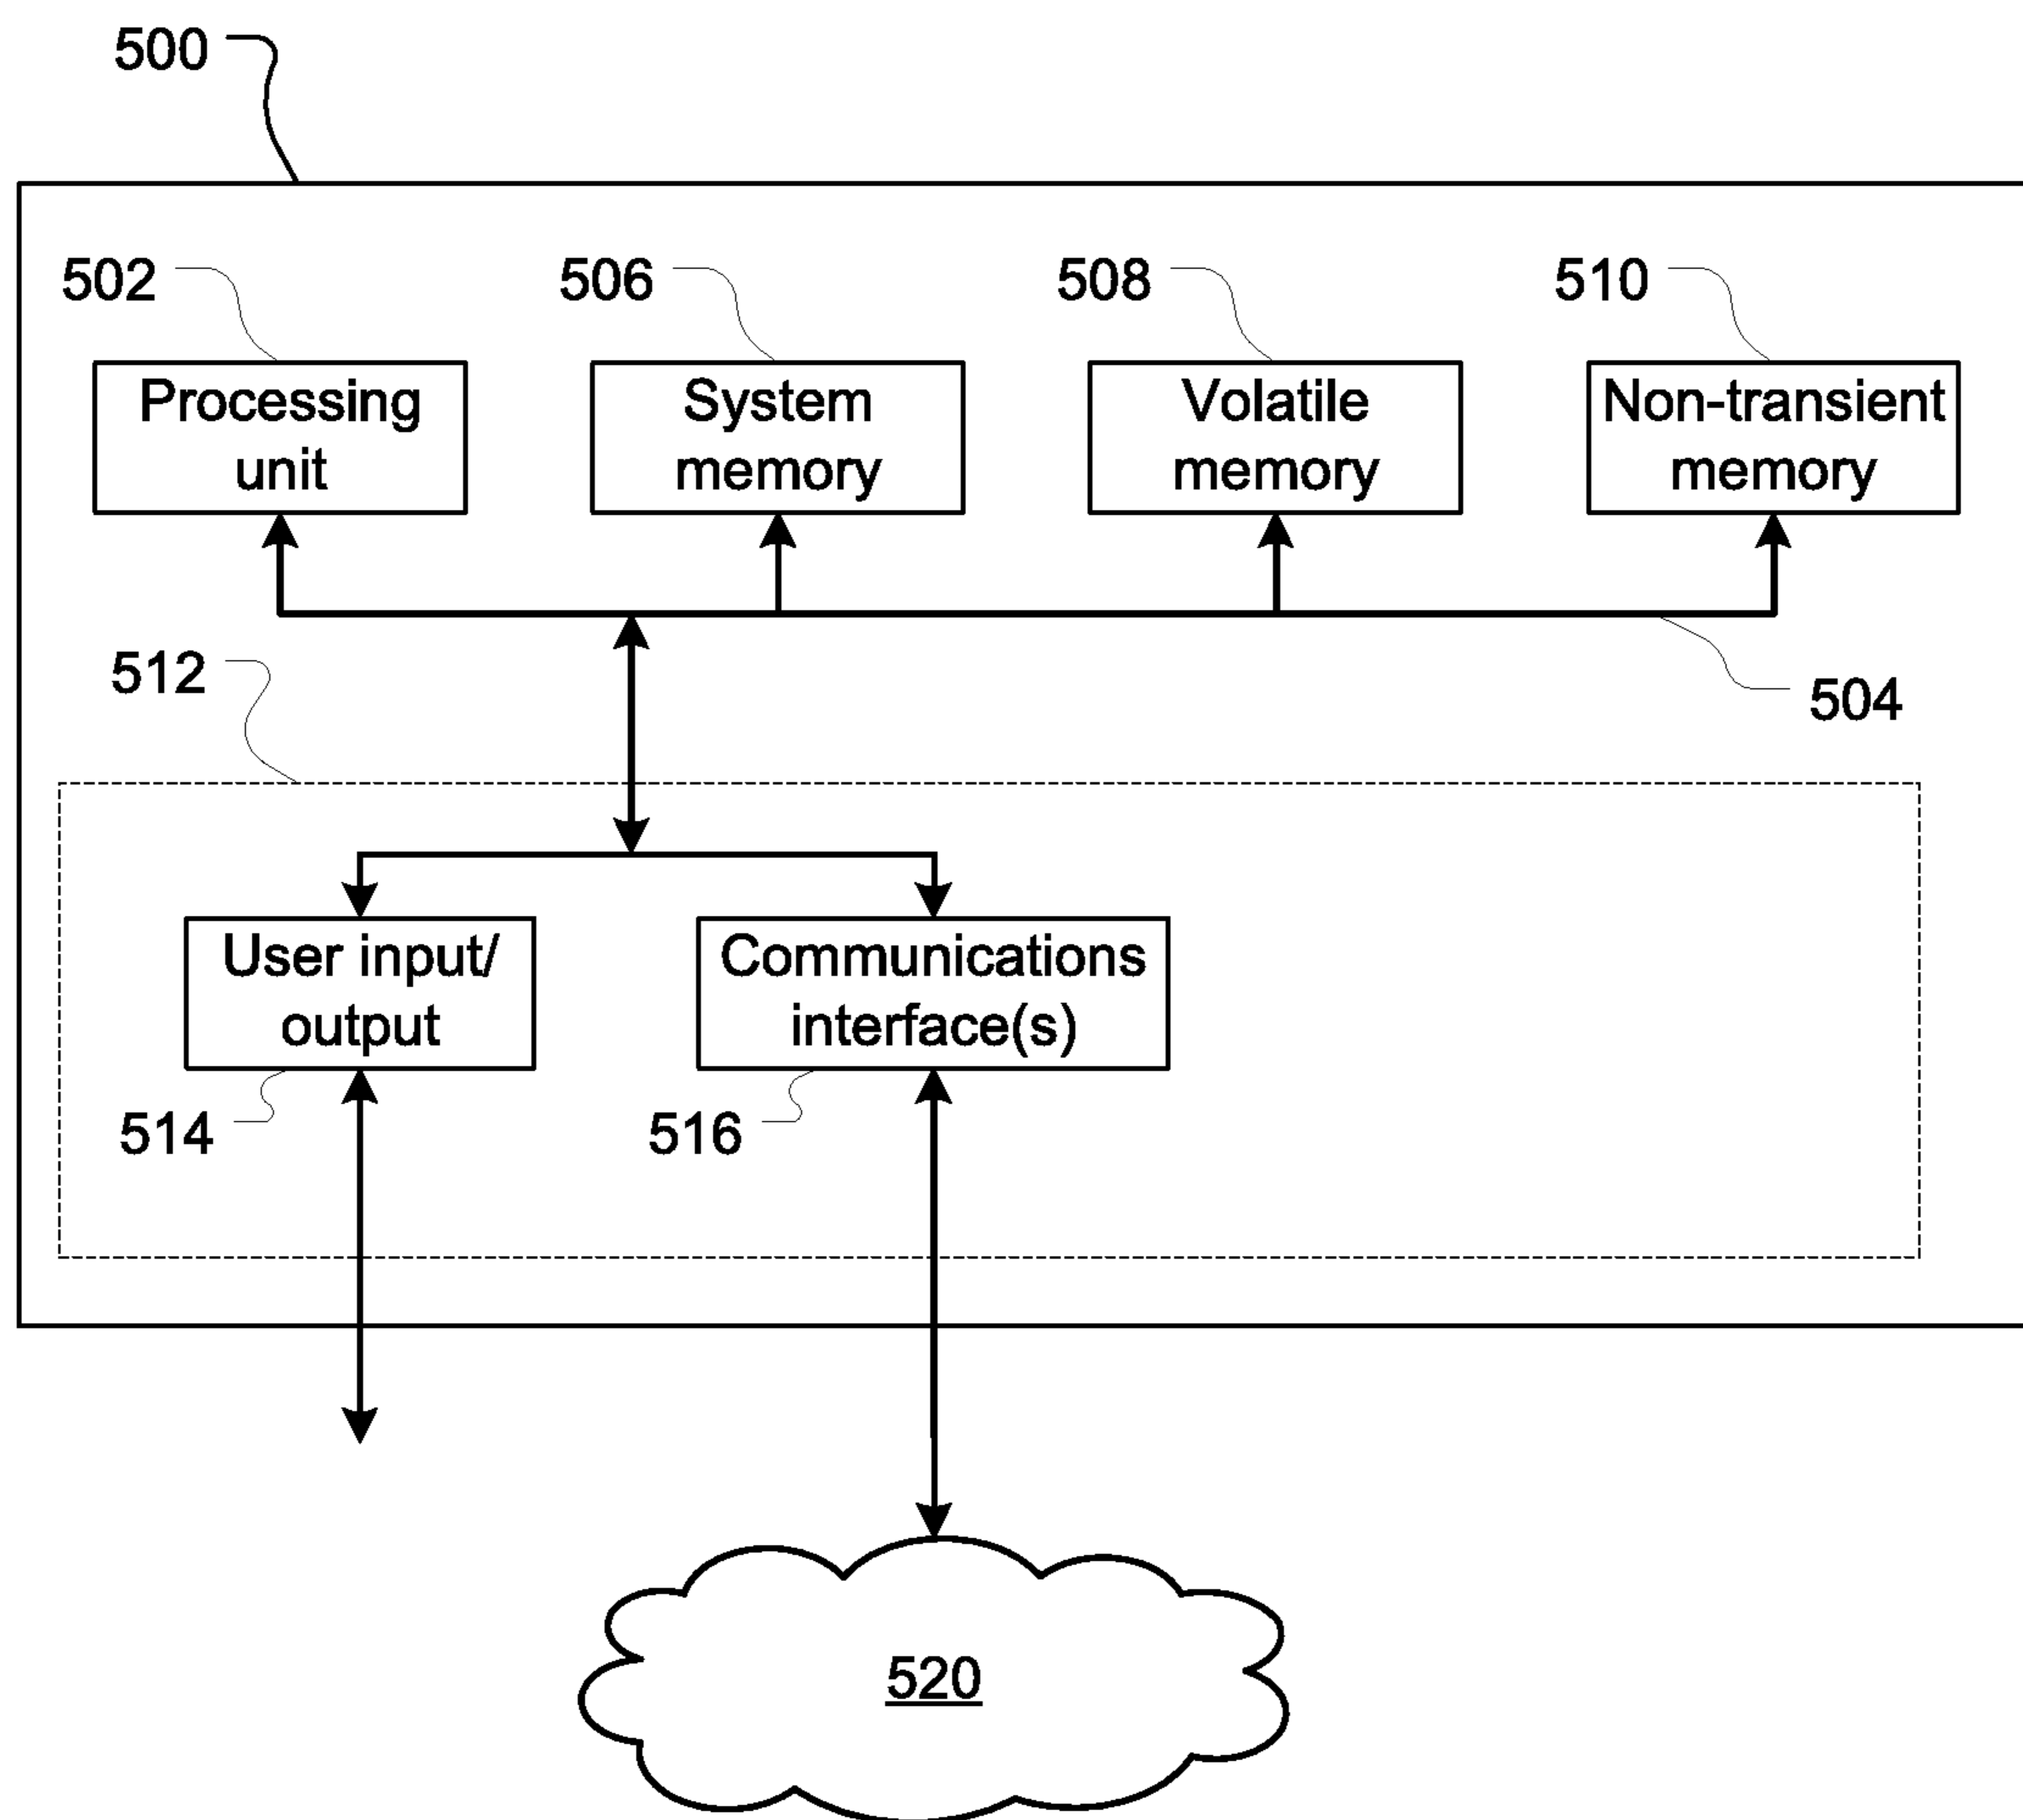 500
502
506
508
510
Processing
unit
System
memory
Volatile
memory
Non-transient
memory
512
504
User input/
output
Communications
interface(s)
514
516
520